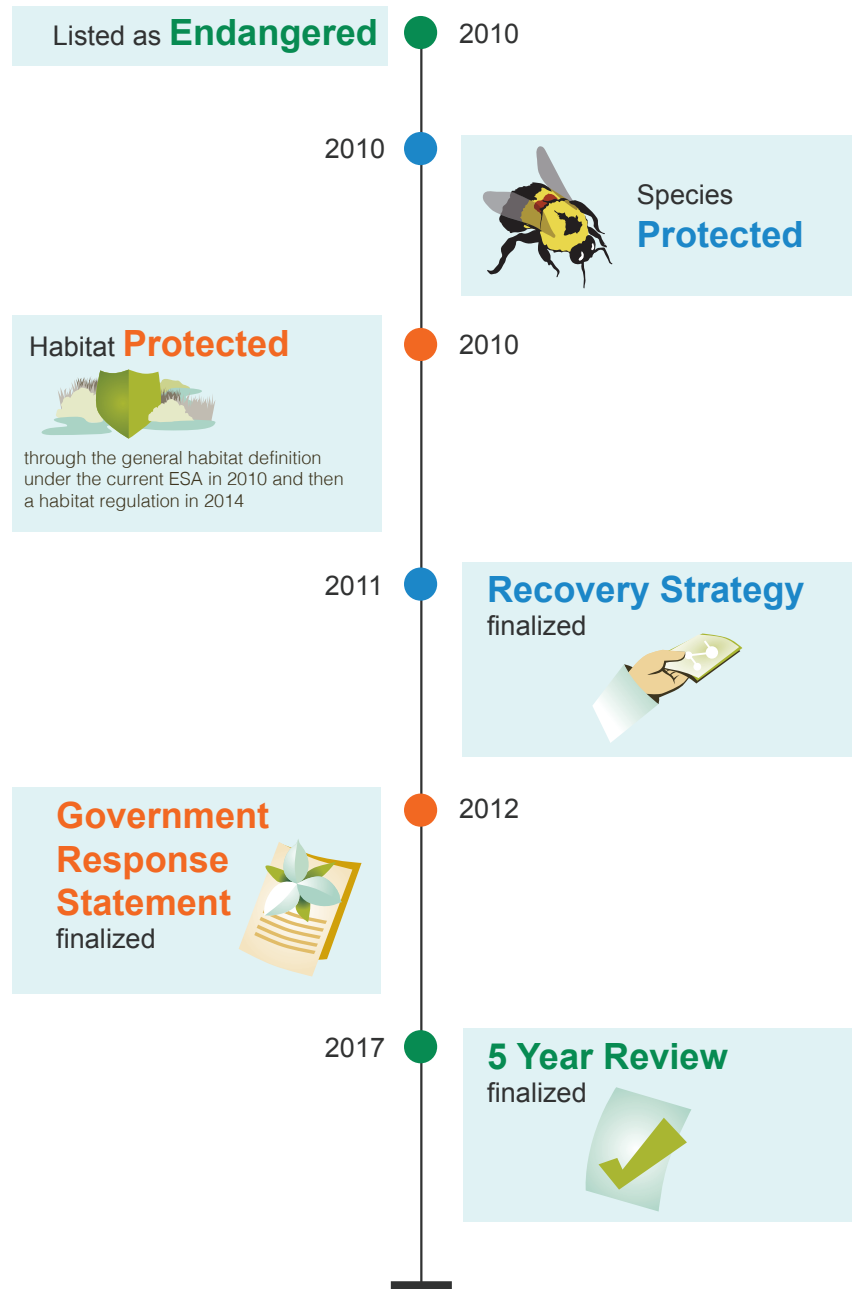 Listed as Endangered
2010
2010
Species
Protected
Habitat Protected
through the general habitat definition
under the current ESA in 2010 and then
a habitat regulation in 2014
2010
2011
Recovery Strategy
finalized
Government
Response
Statement
finalized
2012
2017
5 Year Review
finalized